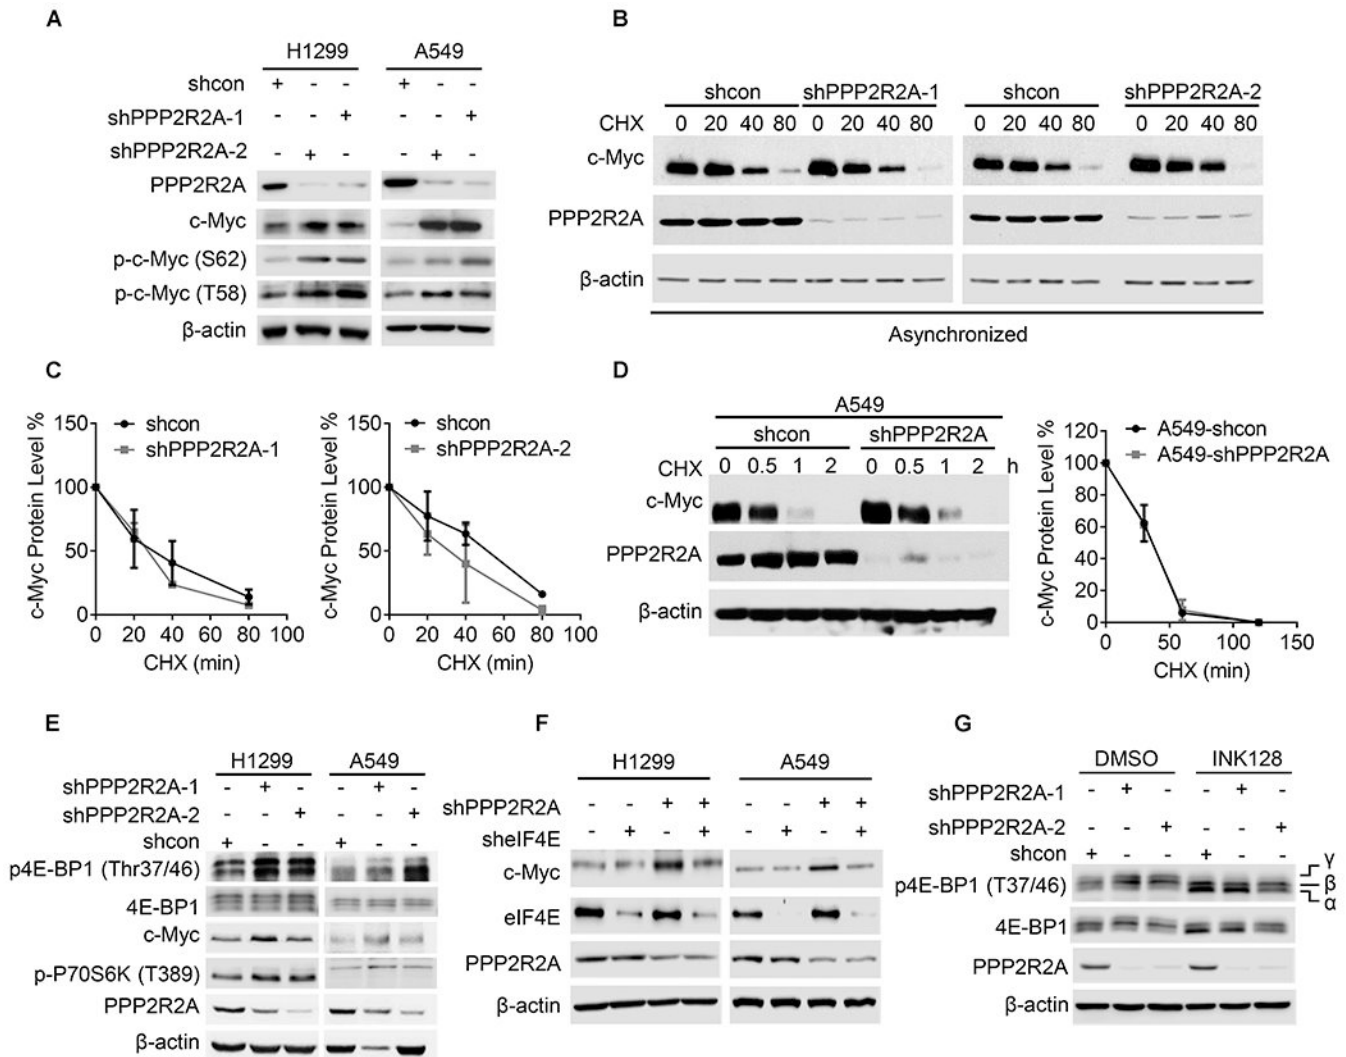 A
H1299 A549
shcon + - - + - -
shPPP2R2A-1 - - + - - +
shPPP2R2A-2 - + - - + -
PPP2R2A
c-Myc
p-c-Myc (S62)
p-c-Myc (T58)
β-actin
B
shcon shPPP2R2A-1 shcon shPPP2R2A-2
CHX 0 20 40 80 0 20 40 80 0 20 40 80 0 20 40 80
c-Myc
PPP2R2A
β-actin
Asynchronized
C
c-Myc Protein Level %
150
100
50
0
0 20 40 60 80 100
CHX (min)
shcon
shPPP2R2A-1
c-Myc Protein Level %
150
100
50
0
0 20 40 60 80 100
CHX (min)
shcon
shPPP2R2A-2
D
A549
shcon shPPP2R2A
CHX 0 0.5 1 2 0 0.5 1 2 h
c-Myc
PPP2R2A
β-actin
c-Myc Protein Level %
120
100
80
60
40
20
0
0 50 100 150
CHX (min)
A549-shcon
A549-shPPP2R2A
E
H1299 A549
shPPP2R2A-1 - + - - + -
shPPP2R2A-2 - - + - - +
shcon + - - + - -
p4E-BP1 (Thr37/46)
4E-BP1
c-Myc
p-P70S6K (T389)
PPP2R2A
β-actin
F
H1299 A549
shPPP2R2A - - + + - - + +
sheIF4E - + - + - + - +
c-Myc
eIF4E
PPP2R2A
β-actin
G
DMSO INK128
shPPP2R2A-1 - + - - + -
shPPP2R2A-2 - - + - - +
shcon + - - + - -
p4E-BP1 (T37/46)
γ
β
α
4E-BP1
PPP2R2A
β-actin